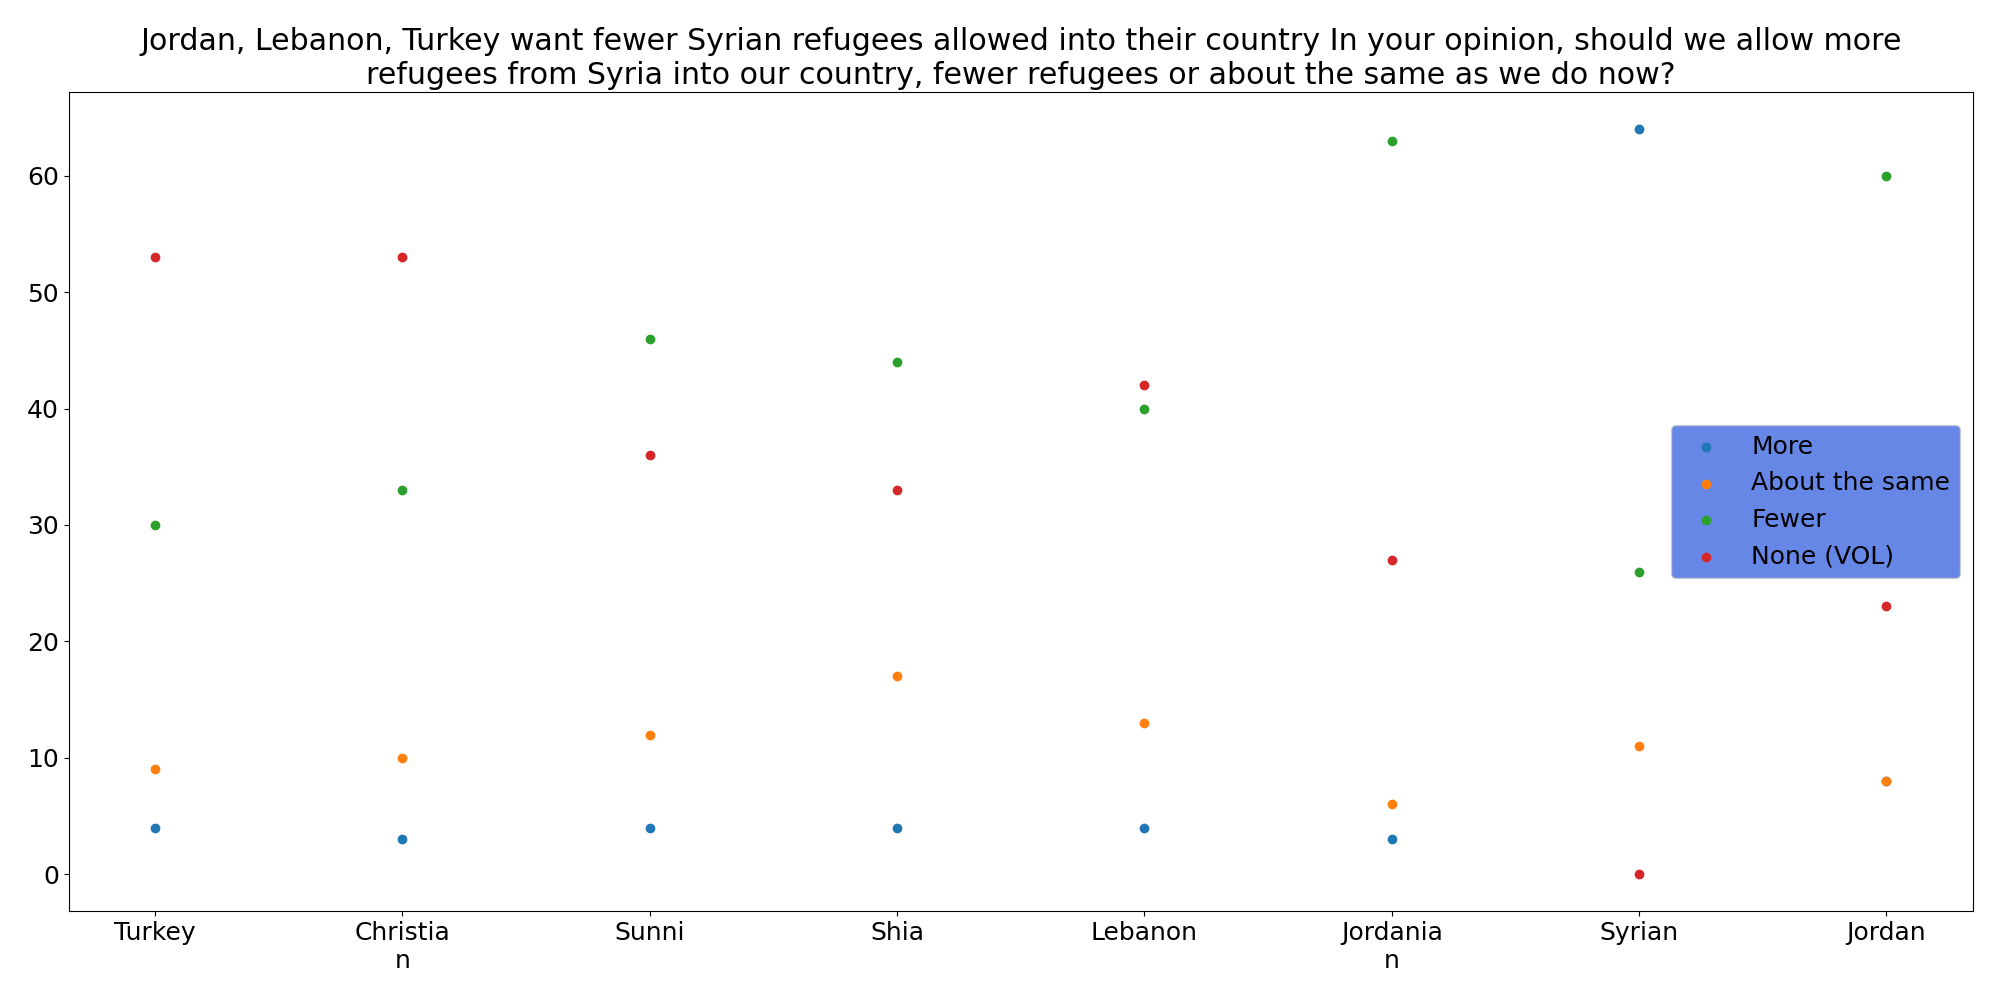 Jordan, Lebanon, Turkey want fewer Syrian refugees allowed into their country In your opinion, should we allow more
refugees from Syria into our country, fewer refugees or about the same as we do now?
60
50
40
30
20
10
0
More
About the same
Fewer
None (VOL)
Turkey Christia Sunni Shia Lebanon Jordania Syrian Jordan
n n